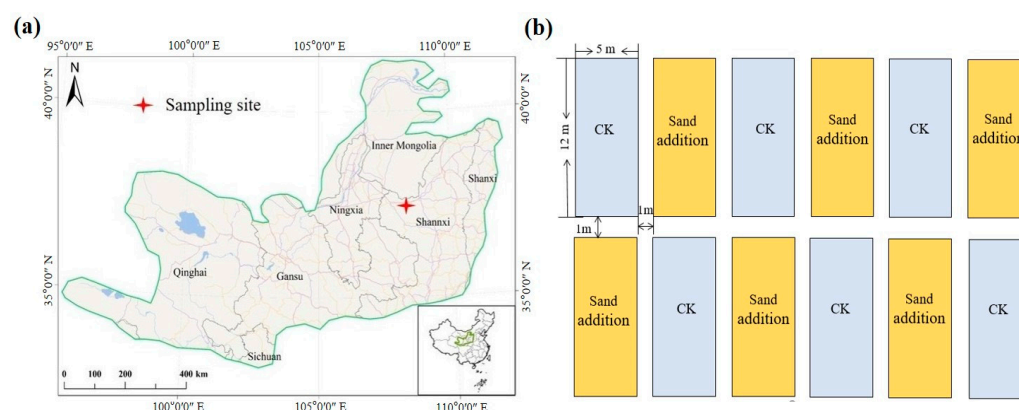 (a)
95°0'0" E
100°0'0" E
105°0'0" E
110°0'0" E
N
40°0'0" N
40°0'0" N
Sampling site
Inner Mongolia
Shanxi
Ningxia
Shannxi
Qinghai
Gansu
35°0'0" N
35°0'0" N
Sichuan
0 100 200 400 km
100°0'0" E
105°0'0" E
110°0'0" E
(b)
5 m
12 m
CK
Sand
addition
CK
Sand
addition
CK
Sand
addition
1m
1m
Sand
addition
CK
Sand
addition
CK
Sand
addition
CK